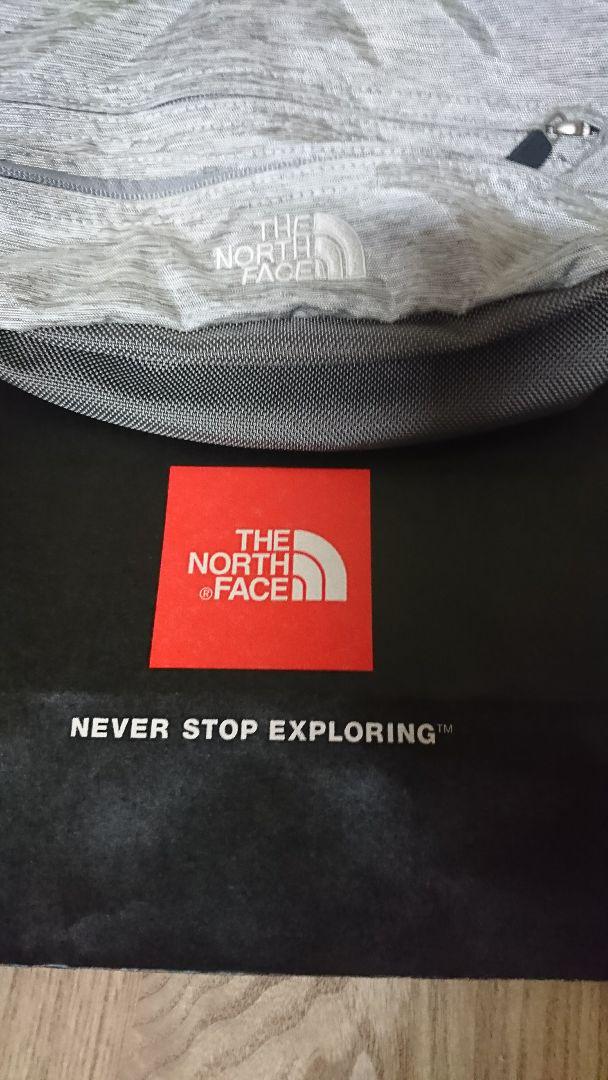 THE
NORTH
FACE
THE
NORTH
®FACE
NEVER STOP EXPLORING™